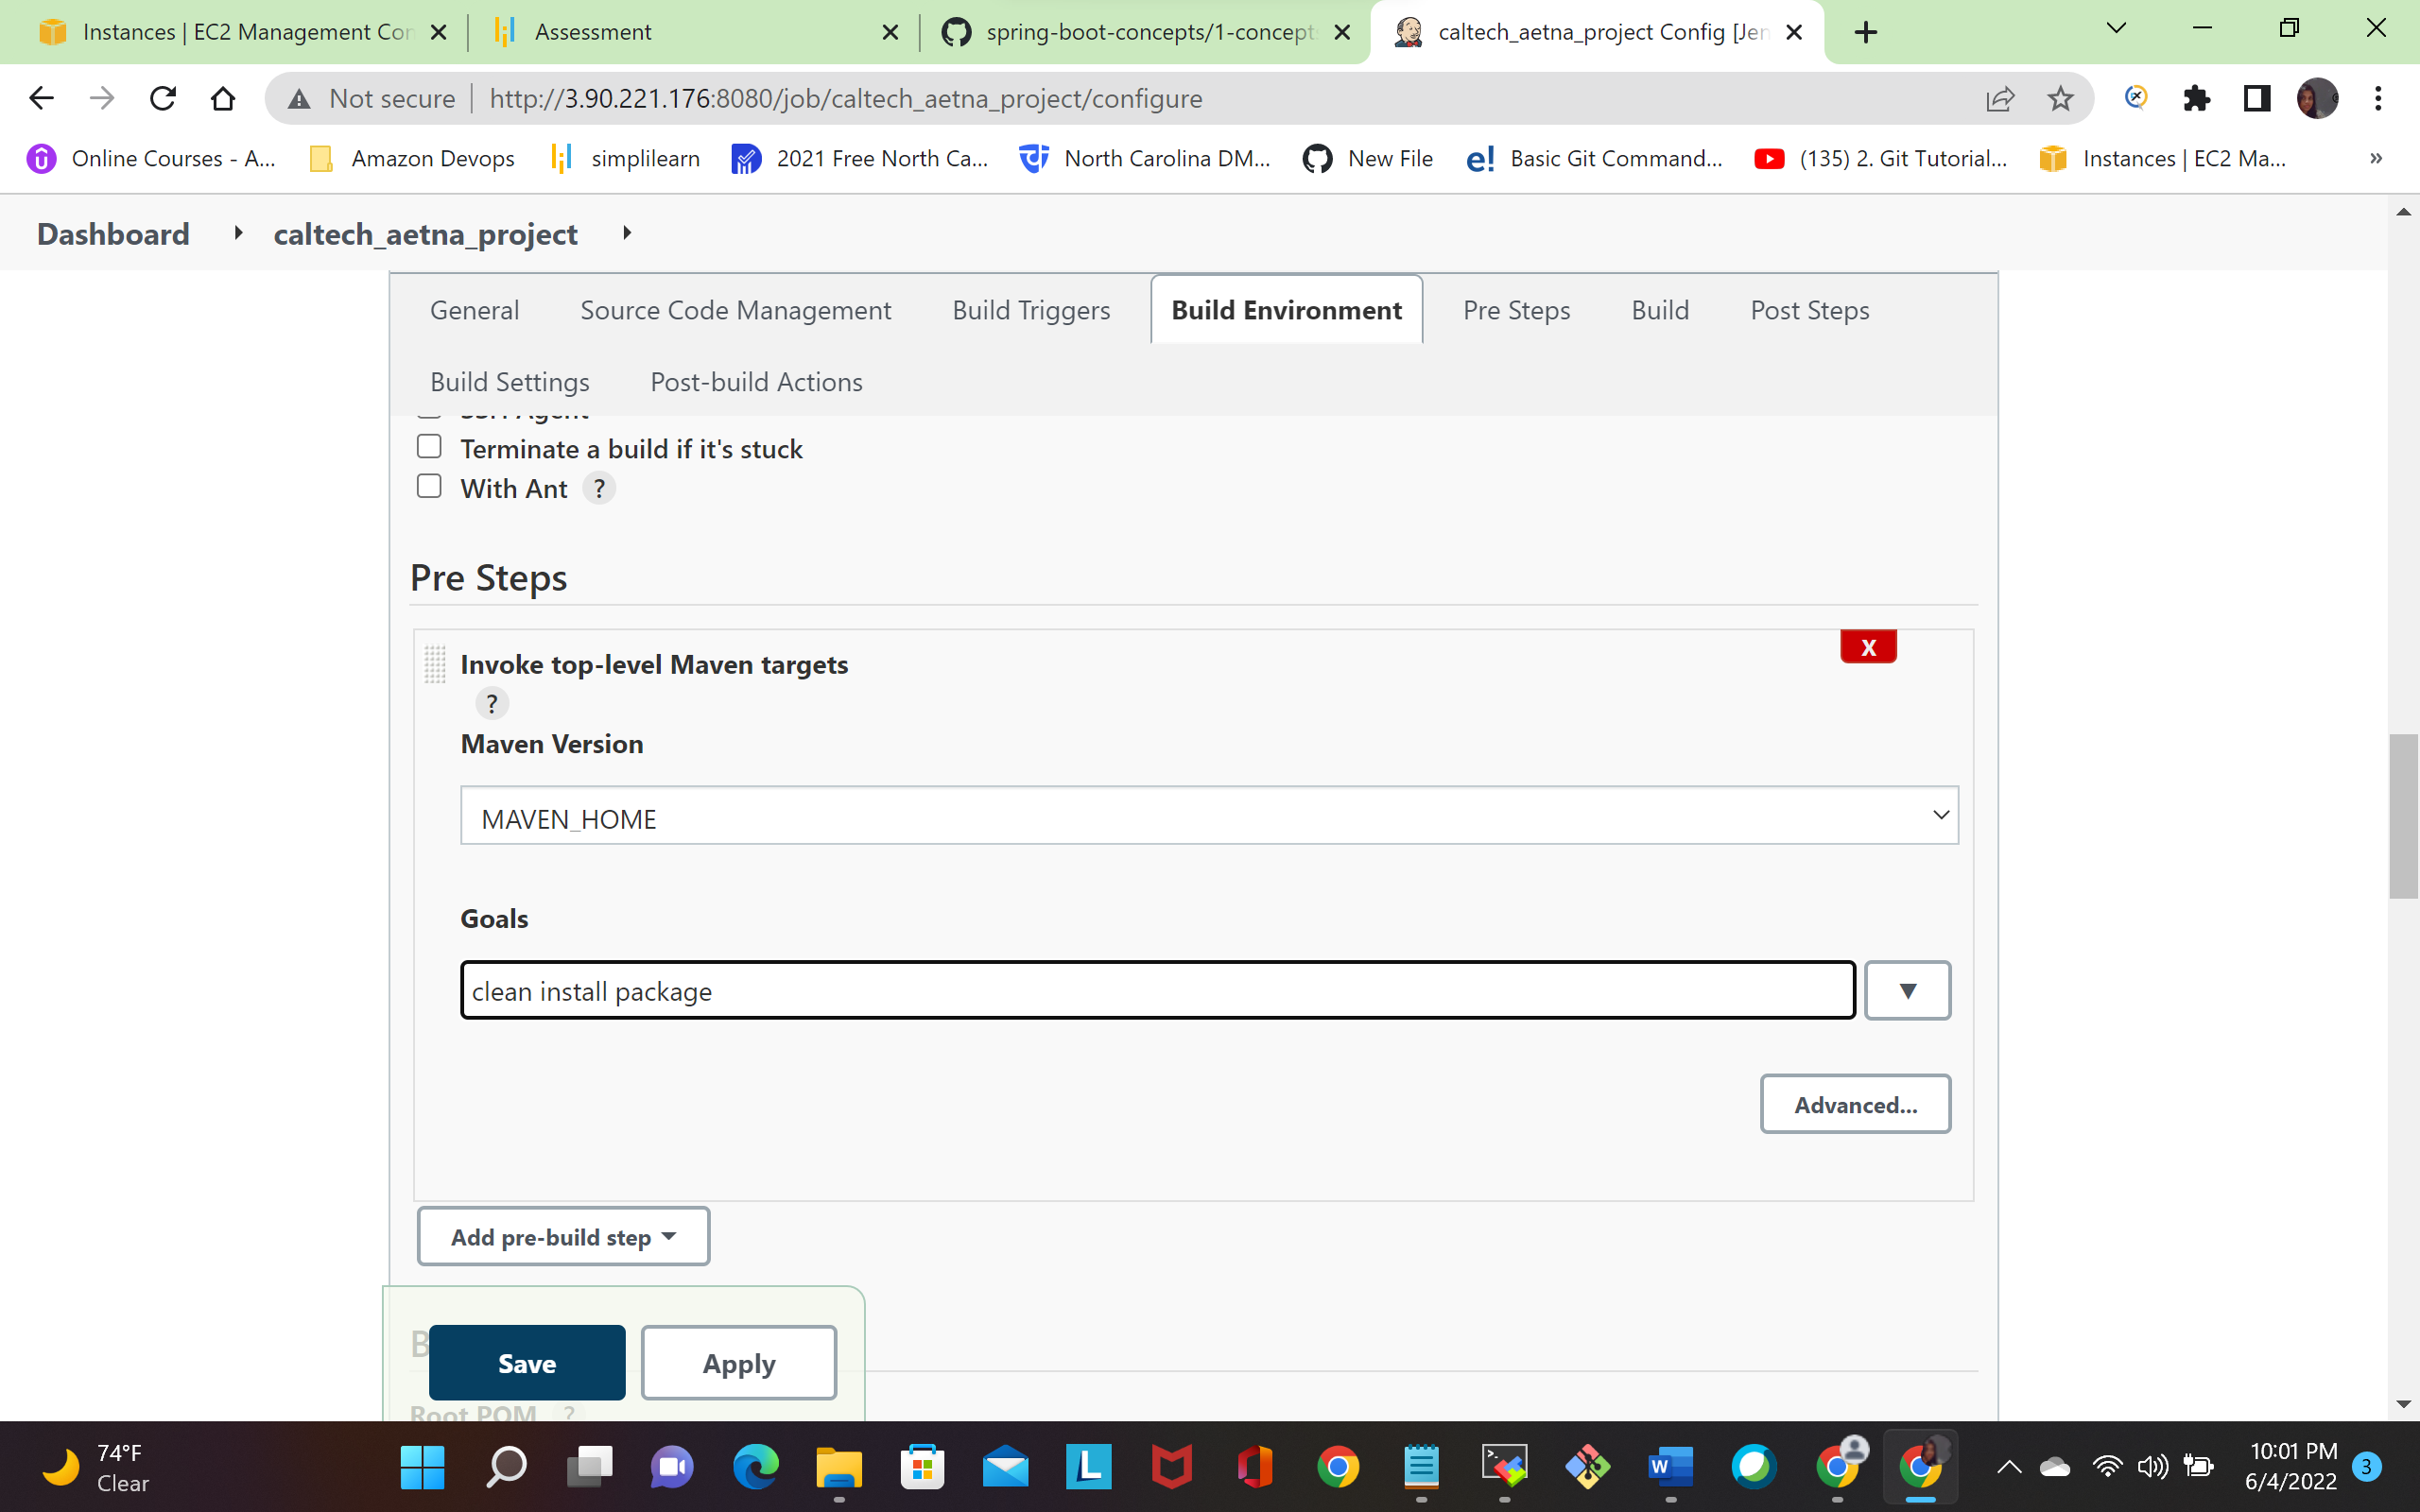 Instances | EC2 Management Con
Assessment
spring-boot-concepts/1-concept
caltech_aetna_project Config [Jen
Not secure
http://3.90.221.176:8080/job/caltech_aetna_project/configure
Online Courses - A...
Amazon Devops
simplilearn
2021 Free North Ca...
North Carolina DM...
New File
e!
Basic Git Command...
(135) 2. Git Tutorial...
Instances | EC2 Ma...
»
Dashboard
caltech_aetna_project
General
Source Code Management
Build Triggers
Build Environment
Pre Steps
Build
Post Steps
Build Settings
Post-build Actions
SSH Agent
Terminate a build if it's stuck
With Ant ?
Pre Steps
X
Invoke top-level Maven targets
?
Maven Version
MAVEN_HOME
Goals
clean install package
Advanced...
Add pre-build step
B
Save
Apply
Root POM ?
74°F
Clear
L
W
10:01 PM
6/4/2022
3